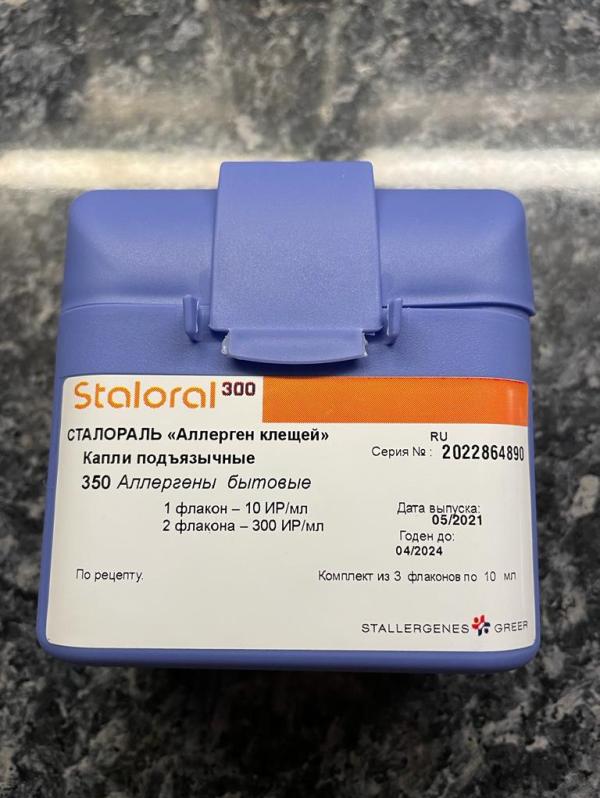 Staloral 300
СТАЛОРАЛЬ «Аллерген клещей»
Капли подъязычные
350 Аллергены бытовые
1 флакон – 10 ИР/мл
2 флакона – 300 ИР/мл
По рецепту.
RU
Серия № : 2022864890
Дата выпуска:
05/2021
Годен до:
04/2024
Комплект из 3 флаконов по 10 мл
STALLERGENES GREER